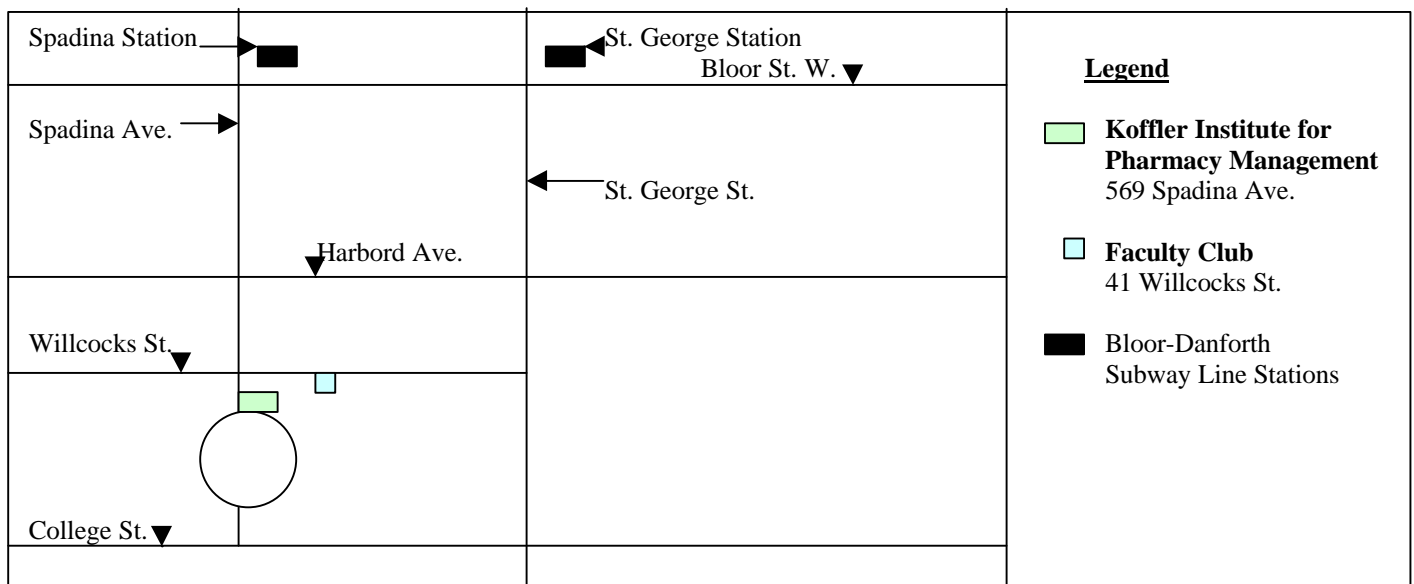 Spadina Station
St. George Station
Bloor St. W.
Spadina Ave.
St. George St.
Harbord Ave.
Willcocks St.
College St.
Legend
Koffler Institute for
Pharmacy Management
569 Spadina Ave.
Faculty Club
41 Willcocks St.
Bloor-Danforth
Subway Line Stations